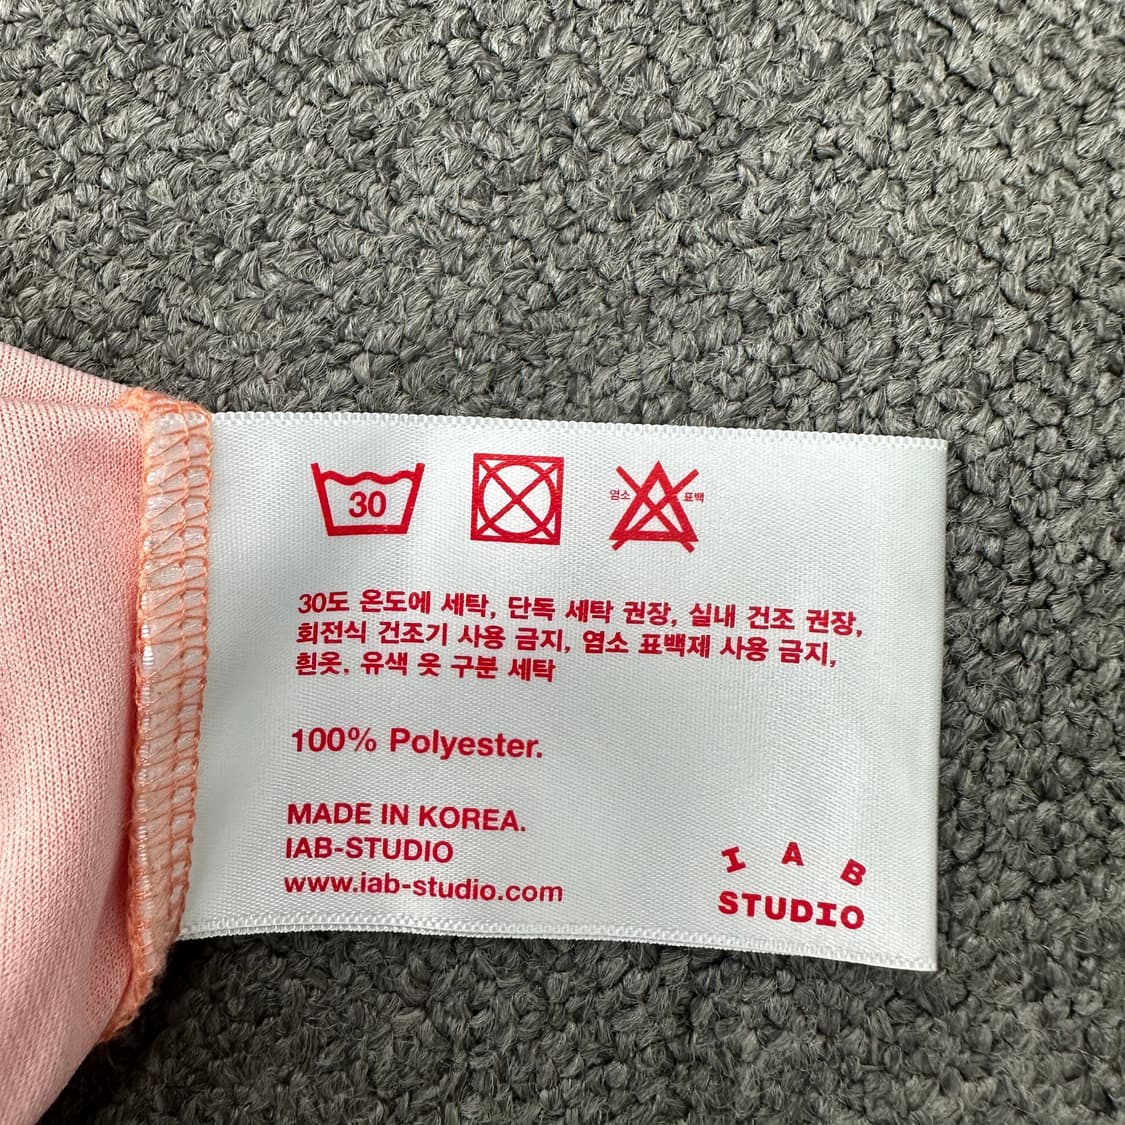 30
염소 표백
30도 온도에 세탁, 단독 세탁 권장, 실내 건조 권장,
회전식 건조기 사용 금지, 염소 표백제 사용 금지,
흰옷, 유색 옷 구분 세탁
100% Polyester.
MADE IN KOREA.
IAB-STUDIO
www.iab-studio.com
I A B
STUDIO